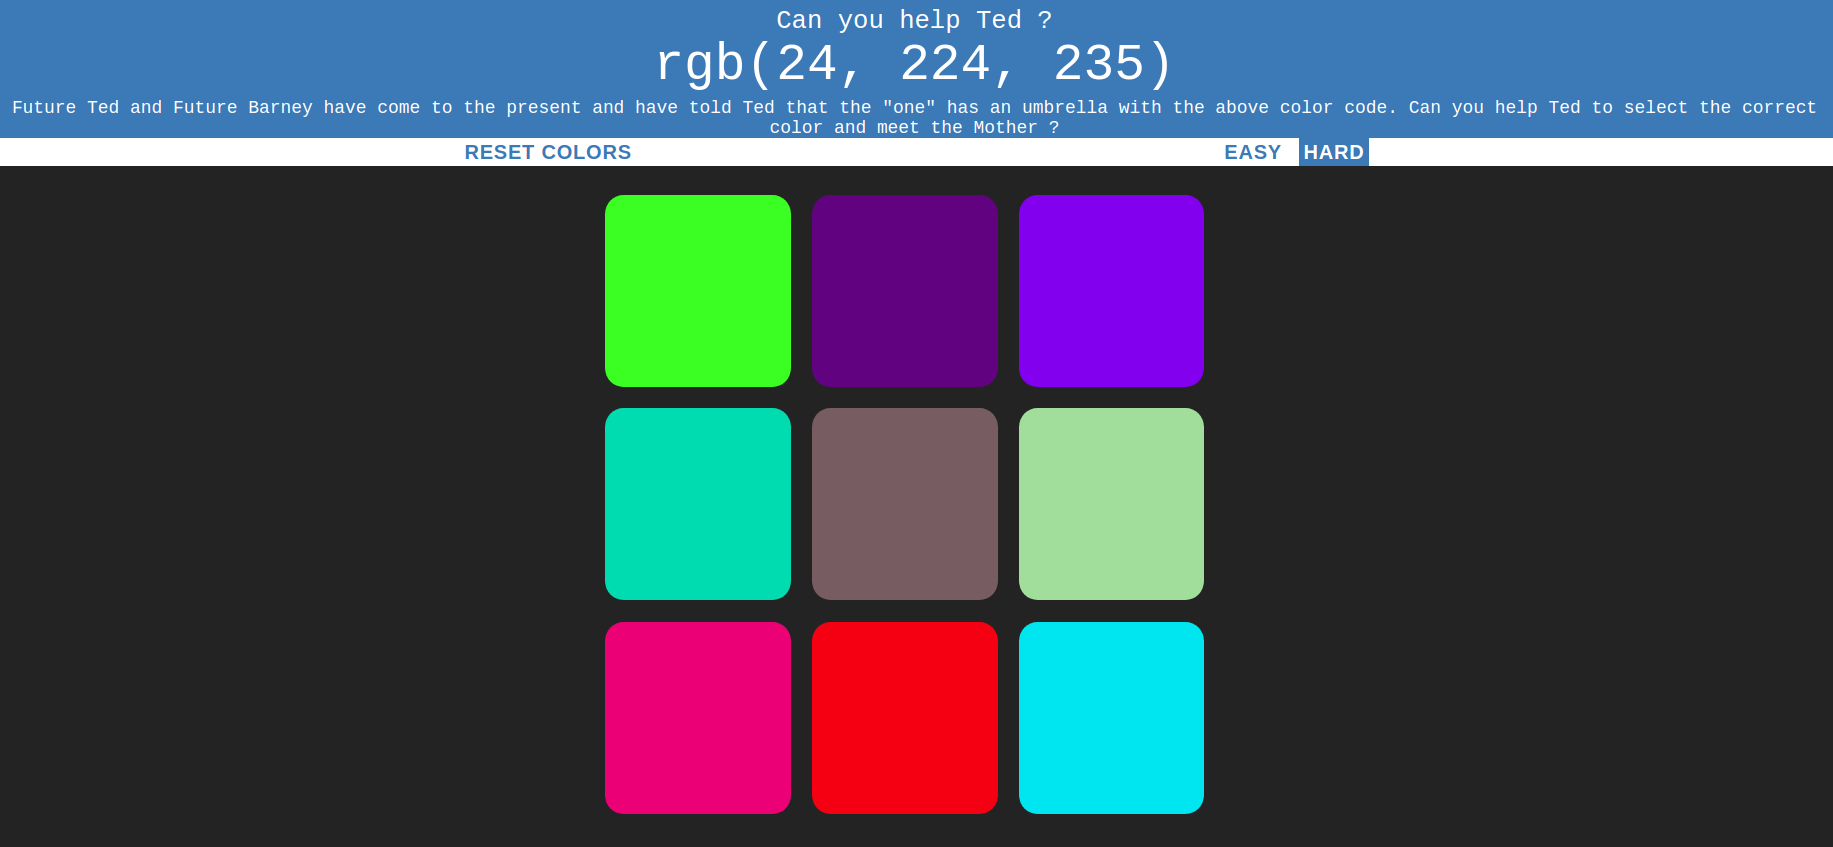 Can you help Ted ?
rgb(24, 224, 235)
Future Ted and Future Barney have come to the present and have told Ted that the "one" has an umbrella with the above color code. Can you help Ted to select the correct
color and meet the Mother ?
RESET COLORS EASY HARD